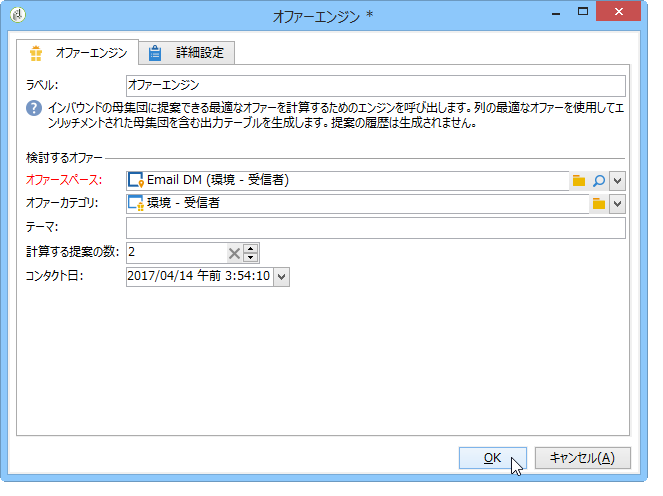 オファーエンジン *
オファーエンジン 詳細設定
ラベル: オファーエンジン
インバウンドの母集団に提案できる最適なオファーを計算するためのエンジンを呼び出します。列の最適なオファーを使用してエ
ンリッチメントされた母集団を含む出力テーブルを生成します。提案の履歴は生成されません。
検討するオファー
オファースペース: Email DM (環境 - 受信者)
オファーカテゴリ: 環境 - 受信者
テーマ:
計算する提案の数: 2
コンタクト日: 2017/04/14 午前 3:54:10
OK キャンセル(A)